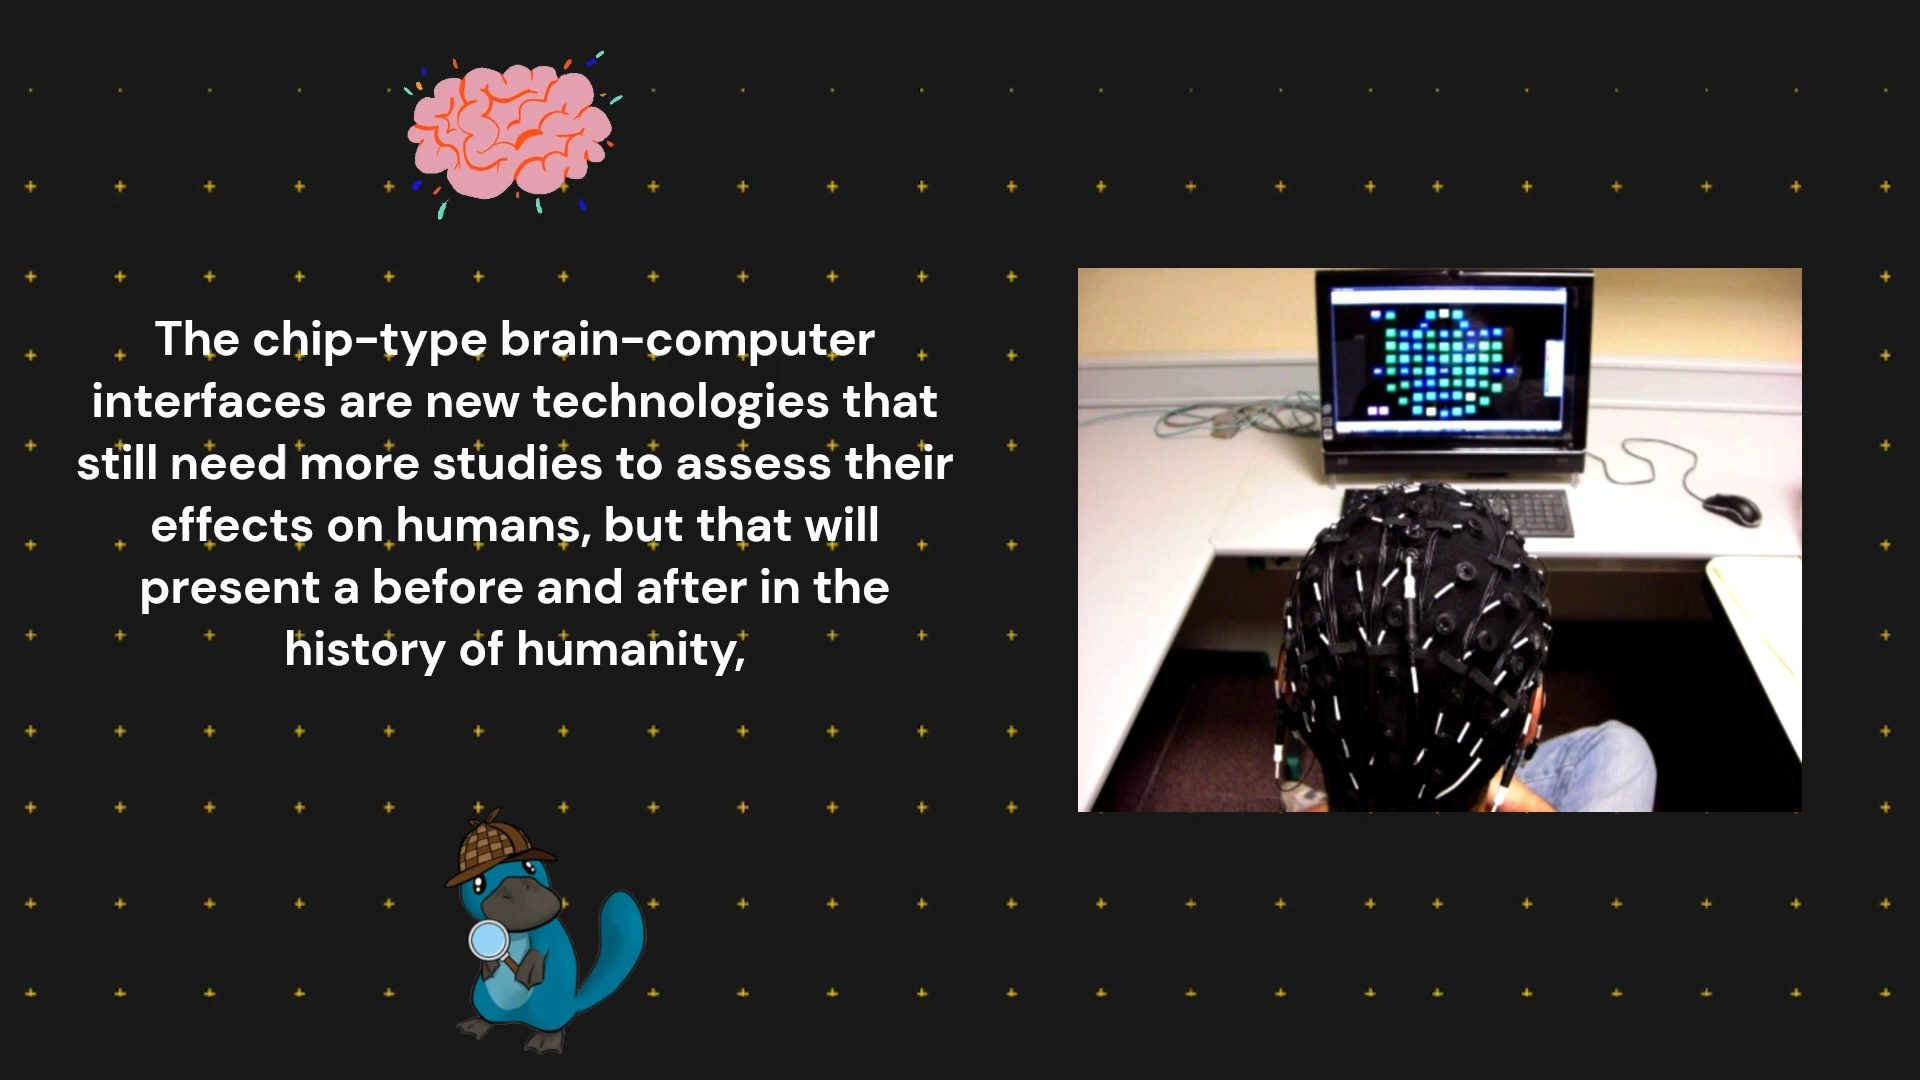 The chip-type brain-computer
interfaces are new technologies that
still need more studies to assess their
effects on humans, but that will
present a before and after in the
history of humanity,